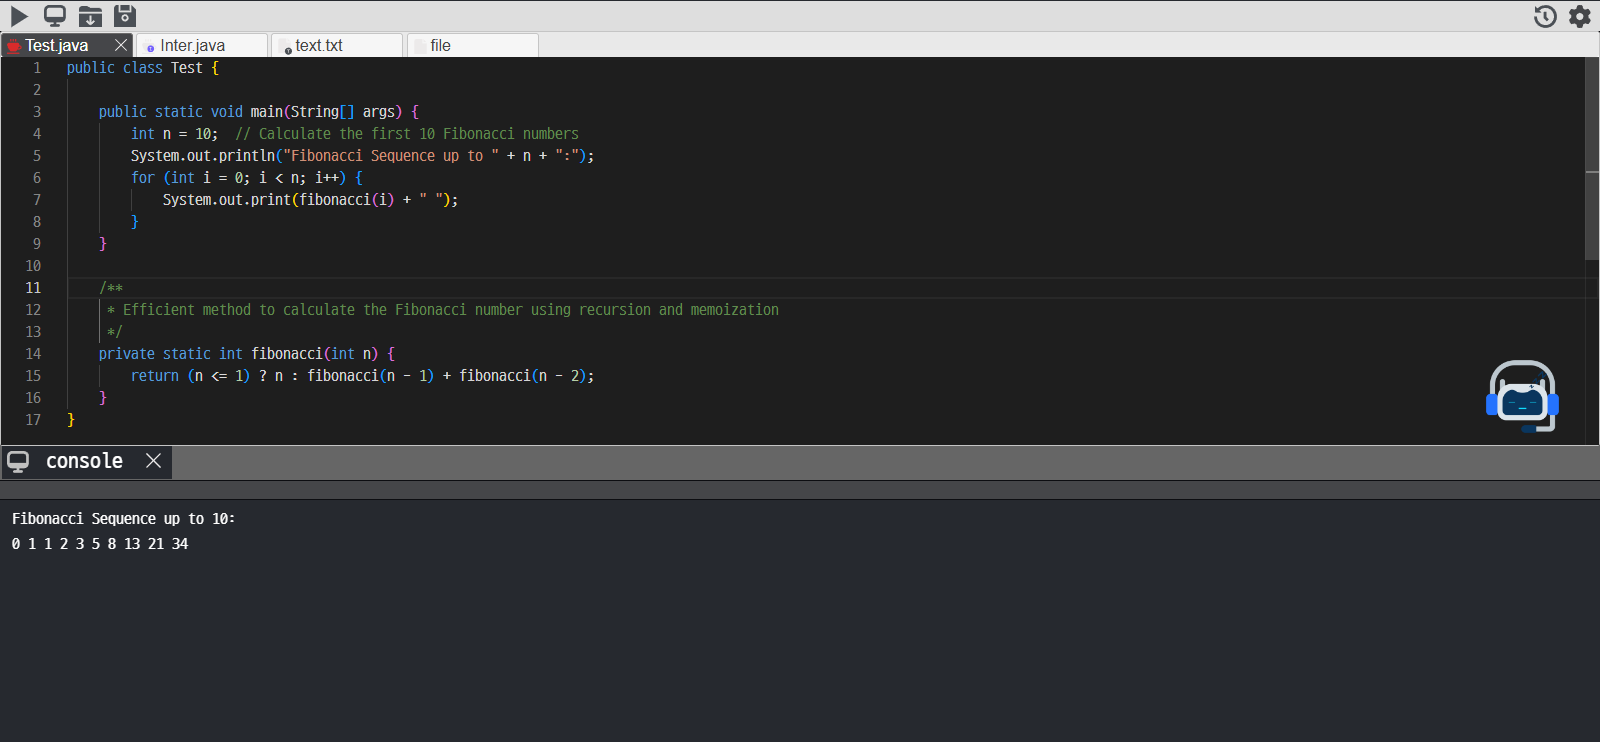 Test.java Inter.java text.txt file
1 public class Test {
2
3     public static void main(String[] args) {
4         int n = 10;  // Calculate the first 10 Fibonacci numbers
5         System.out.println("Fibonacci Sequence up to " + n + ":");
6         for (int i = 0; i < n; i++) {
7             System.out.print(fibonacci(i) + " ");
8         }
9     }
10
11     /**
12      * Efficient method to calculate the Fibonacci number using recursion and memoization
13      */
14     private static int fibonacci(int n) {
15         return (n <= 1) ? n : fibonacci(n - 1) + fibonacci(n - 2);
16     }
17 }
console
Fibonacci Sequence up to 10:
0 1 1 2 3 5 8 13 21 34